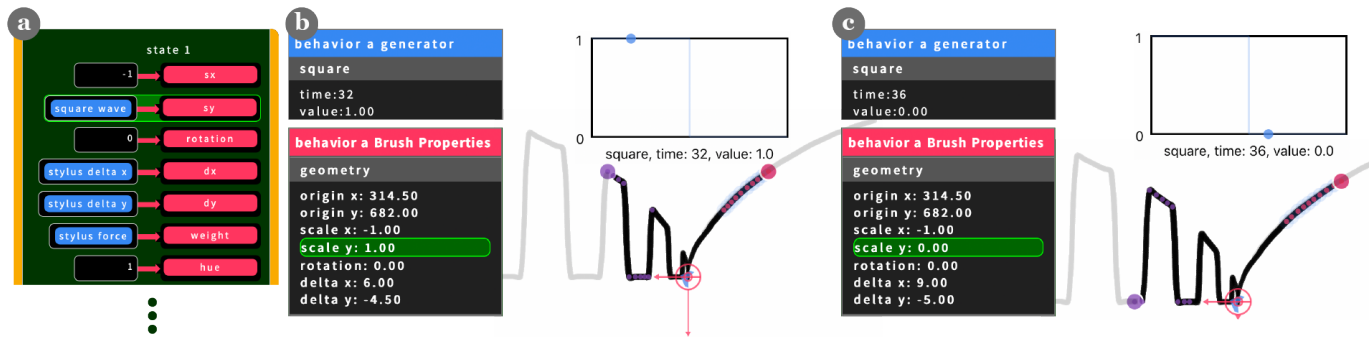 a
state 1
-1
sx
square wave
sy
0
rotation
stylus delta x
dx
stylus delta y
dy
stylus force
weight
1
hue
b
behavior a generator
square
time:32
value:1.00
behavior a Brush Properties
geometry
origin x: 314.50
origin y: 682.00
scale x: -1.00
scale y: 1.00
rotation: 0.00
delta x: 6.00
delta y: -4.50
1
0
square, time: 32, value: 1.0
c
behavior a generator
square
time:36
value:0.00
behavior a Brush Properties
geometry
origin x: 314.50
origin y: 682.00
scale x: -1.00
scale y: 0.00
rotation: 0.00
delta x: 9.00
delta y: -5.00
1
0
square, time: 36, value: 0.0